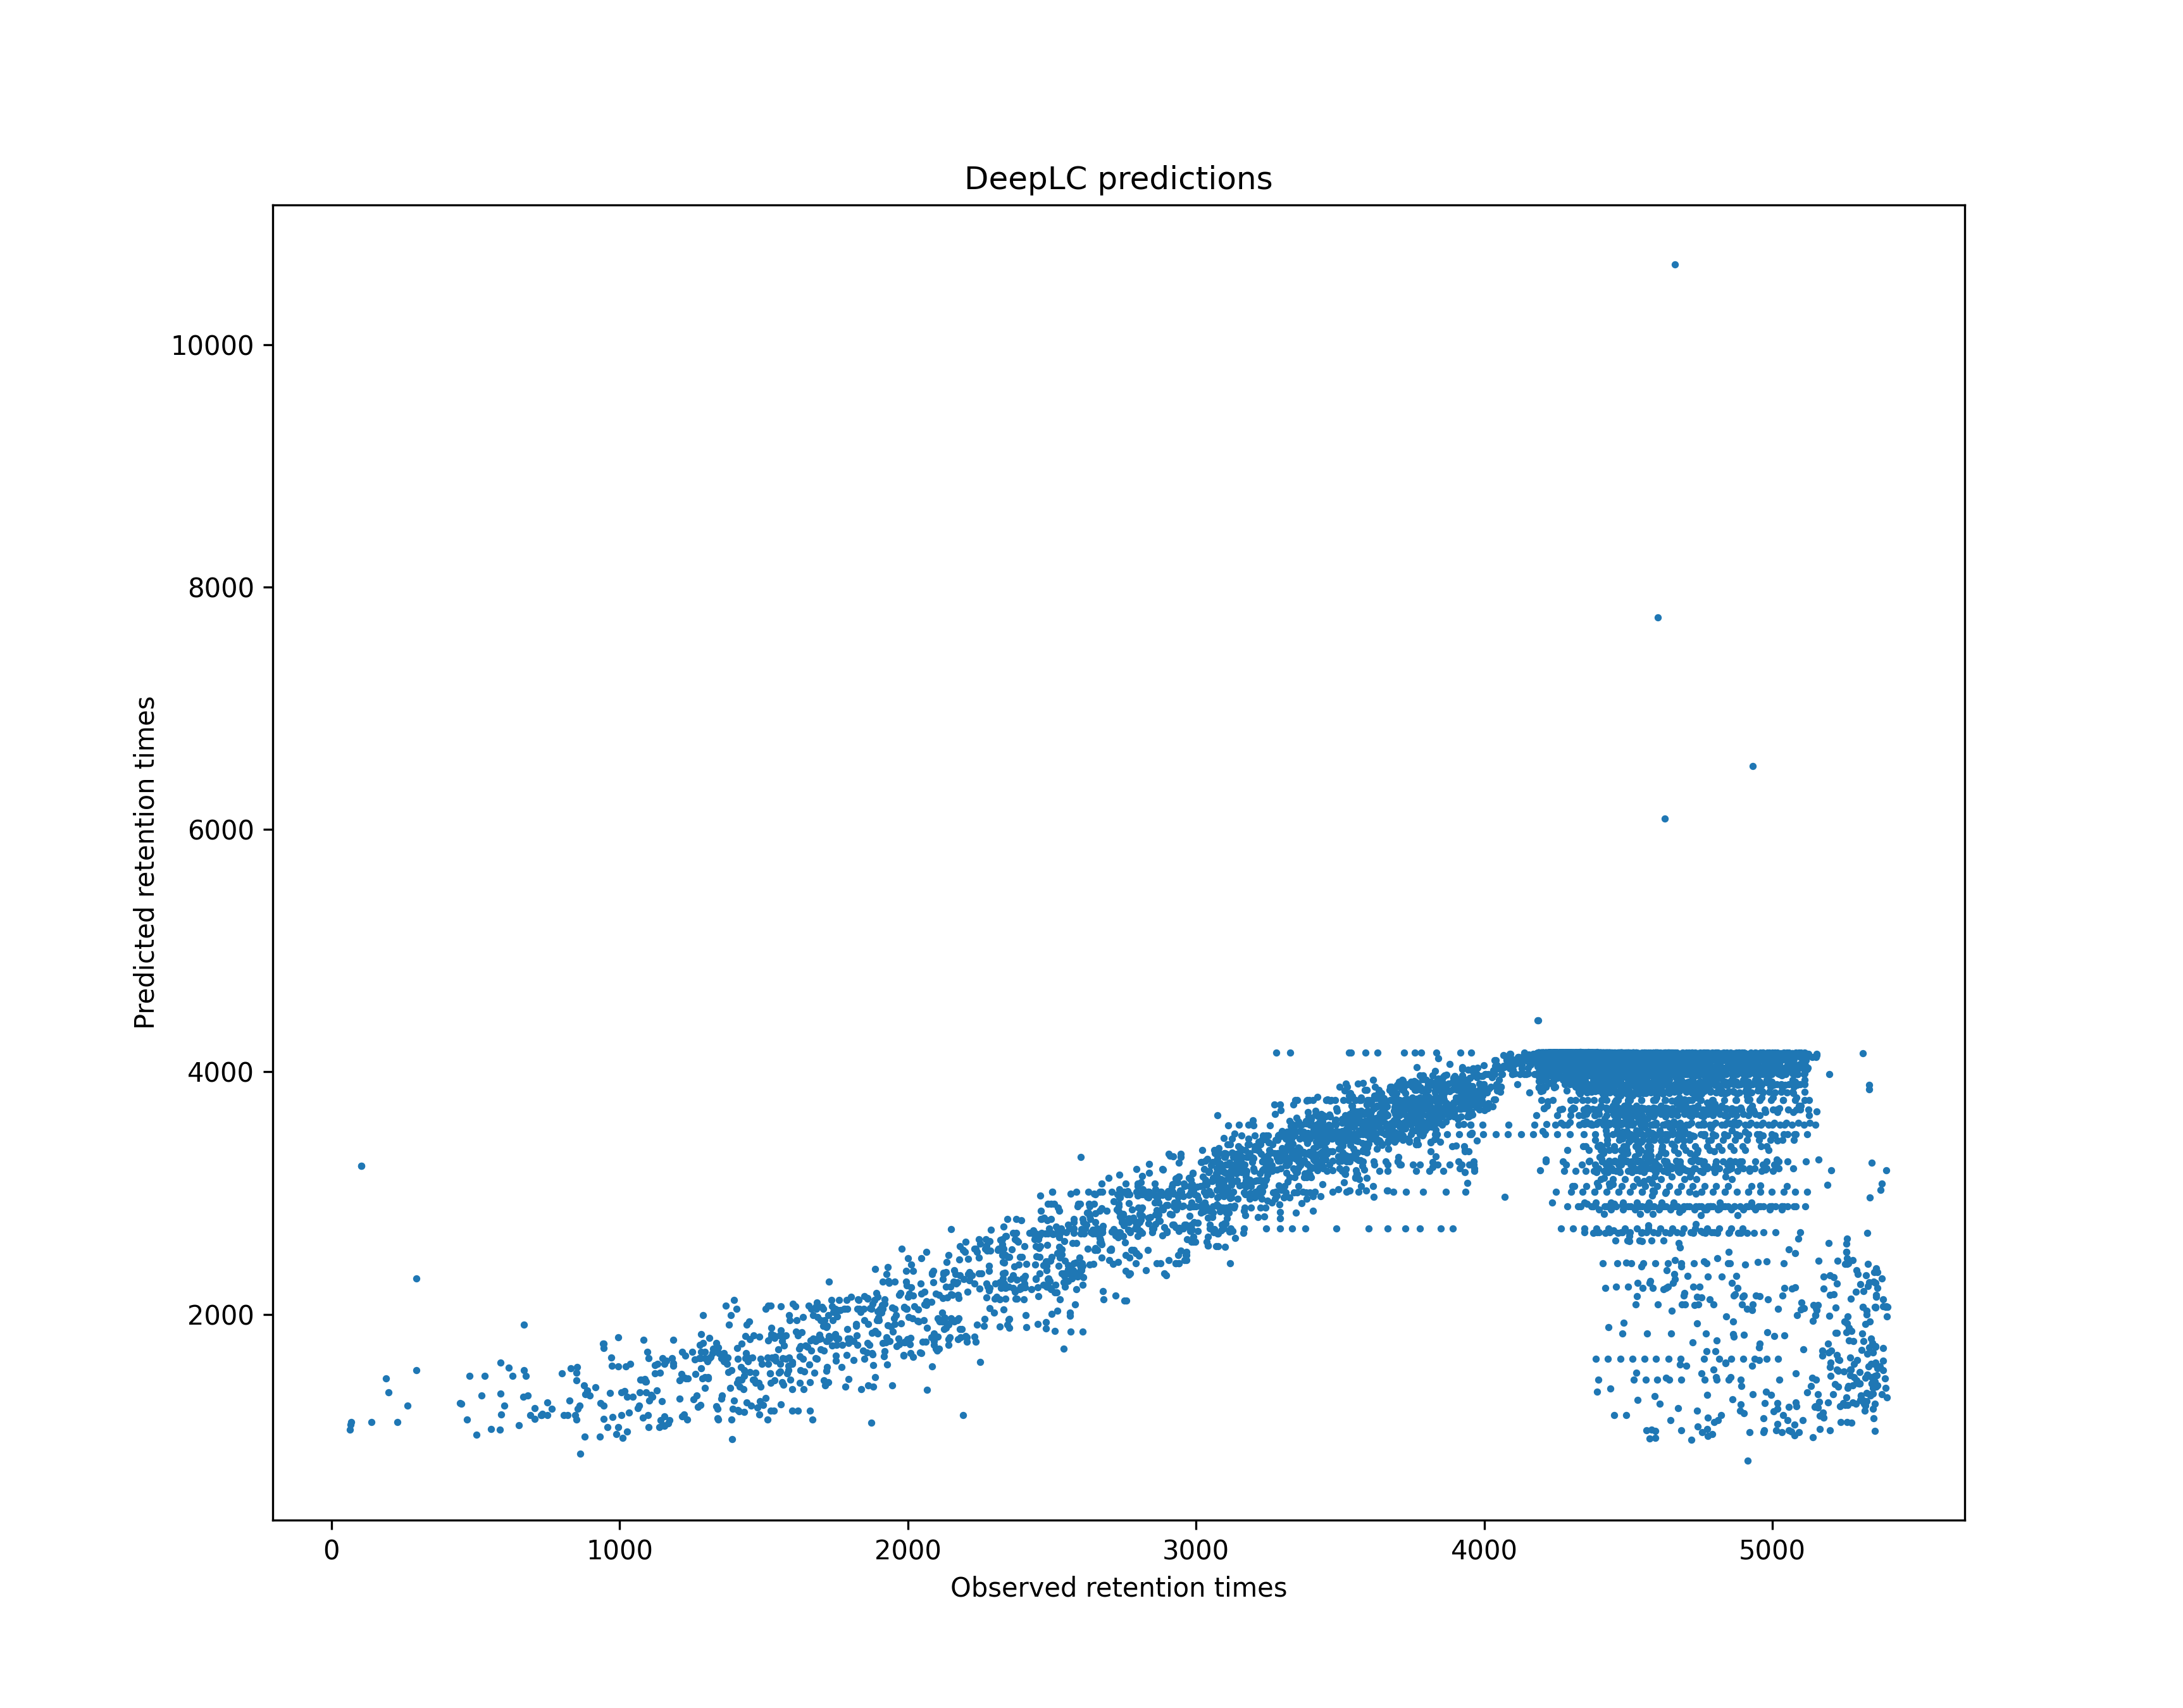 DeepLC predictions
10000
8000
6000
4000
2000
Predicted retention times
0 1000 2000 3000 4000 5000
Observed retention times